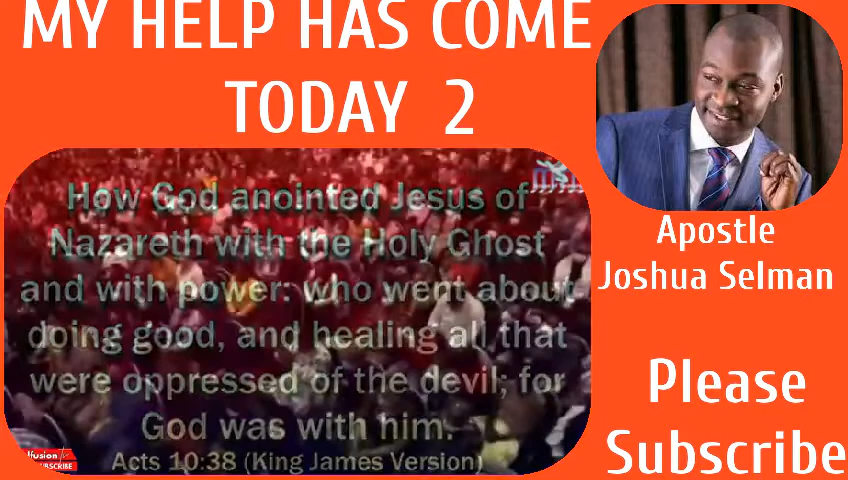 MY HELP HAS COME
TODAY 2
How God anointed Jesus of
Nazareth with the Holy Ghost
and with power: who went about
doing good, and healing all that
were oppressed of the devil; for
God was with him.
Acts 10:38 (King James Version)
SUBSCRIBE
Apostle
Joshua Selman
Please
Subscribe